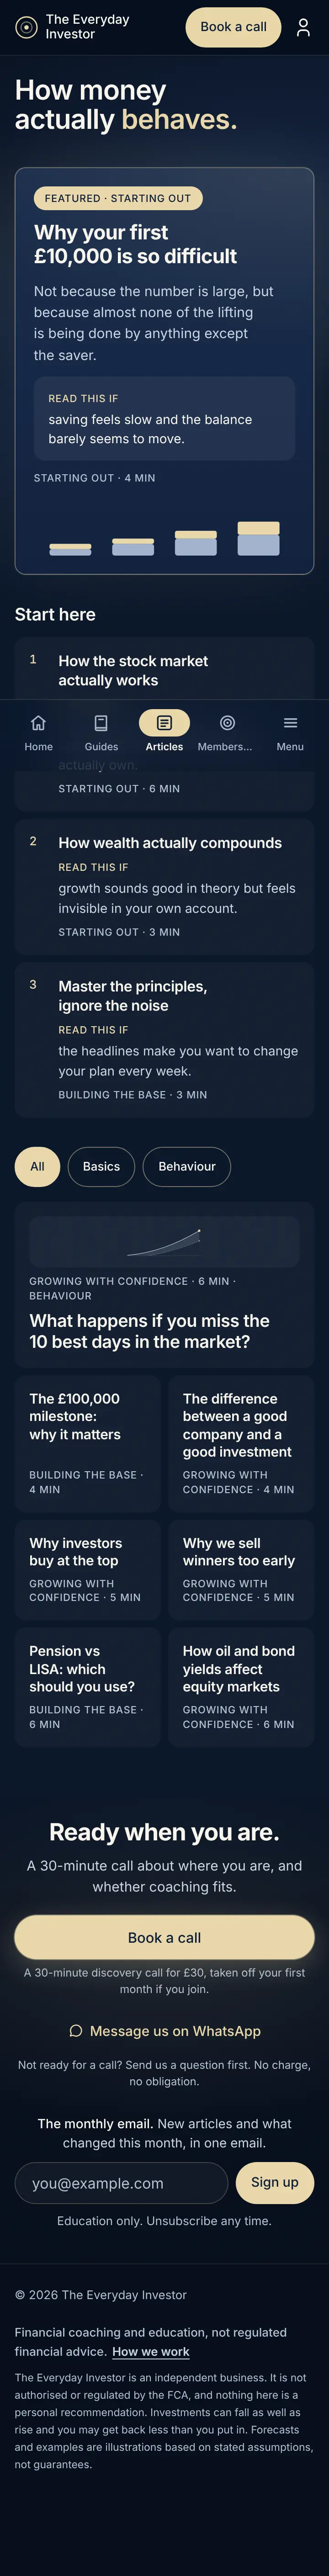 The Everyday
Investor
Book a call
How money
actually behaves.
FEATURED · STARTING OUT
Why your first
£10,000 is so difficult
Not because the number is large, but
because almost none of the lifting
is being done by anything except
the saver.
READ THIS IF
saving feels slow and the balance
barely seems to move.
STARTING OUT · 4 MIN
Start here
1
How the stock market
actually works
Home
Guides
Articles
Members...
Menu
actually own.
STARTING OUT · 6 MIN
2
How wealth actually compounds
READ THIS IF
growth sounds good in theory but feels
invisible in your own account.
STARTING OUT · 3 MIN
3
Master the principles,
ignore the noise
READ THIS IF
the headlines make you want to change
your plan every week.
BUILDING THE BASE · 3 MIN
All
Basics
Behaviour
GROWING WITH CONFIDENCE · 6 MIN ·
BEHAVIOUR
What happens if you miss the
10 best days in the market?
The £100,000
milestone:
why it matters
BUILDING THE BASE ·
4 MIN
The difference
between a good
company and a
good investment
GROWING WITH
CONFIDENCE · 4 MIN
Why investors
buy at the top
GROWING WITH
CONFIDENCE · 5 MIN
Why we sell
winners too early
GROWING WITH
CONFIDENCE · 5 MIN
Pension vs
LISA: which
should you use?
BUILDING THE BASE ·
6 MIN
How oil and bond
yields affect
equity markets
GROWING WITH
CONFIDENCE · 6 MIN
Ready when you are.
A 30-minute call about where you are, and
whether coaching fits.
Book a call
A 30-minute discovery call for £30, taken off your first
month if you join.
Message us on WhatsApp
Not ready for a call? Send us a question first. No charge,
no obligation.
The monthly email. New articles and what
changed this month, in one email.
you@example.com
Sign up
Education only. Unsubscribe any time.
© 2026 The Everyday Investor
Financial coaching and education, not regulated
financial advice. How we work
The Everyday Investor is an independent business. It is not
authorised or regulated by the FCA, and nothing here is a
personal recommendation. Investments can fall as well as
rise and you may get back less than you put in. Forecasts
and examples are illustrations based on stated assumptions,
not guarantees.